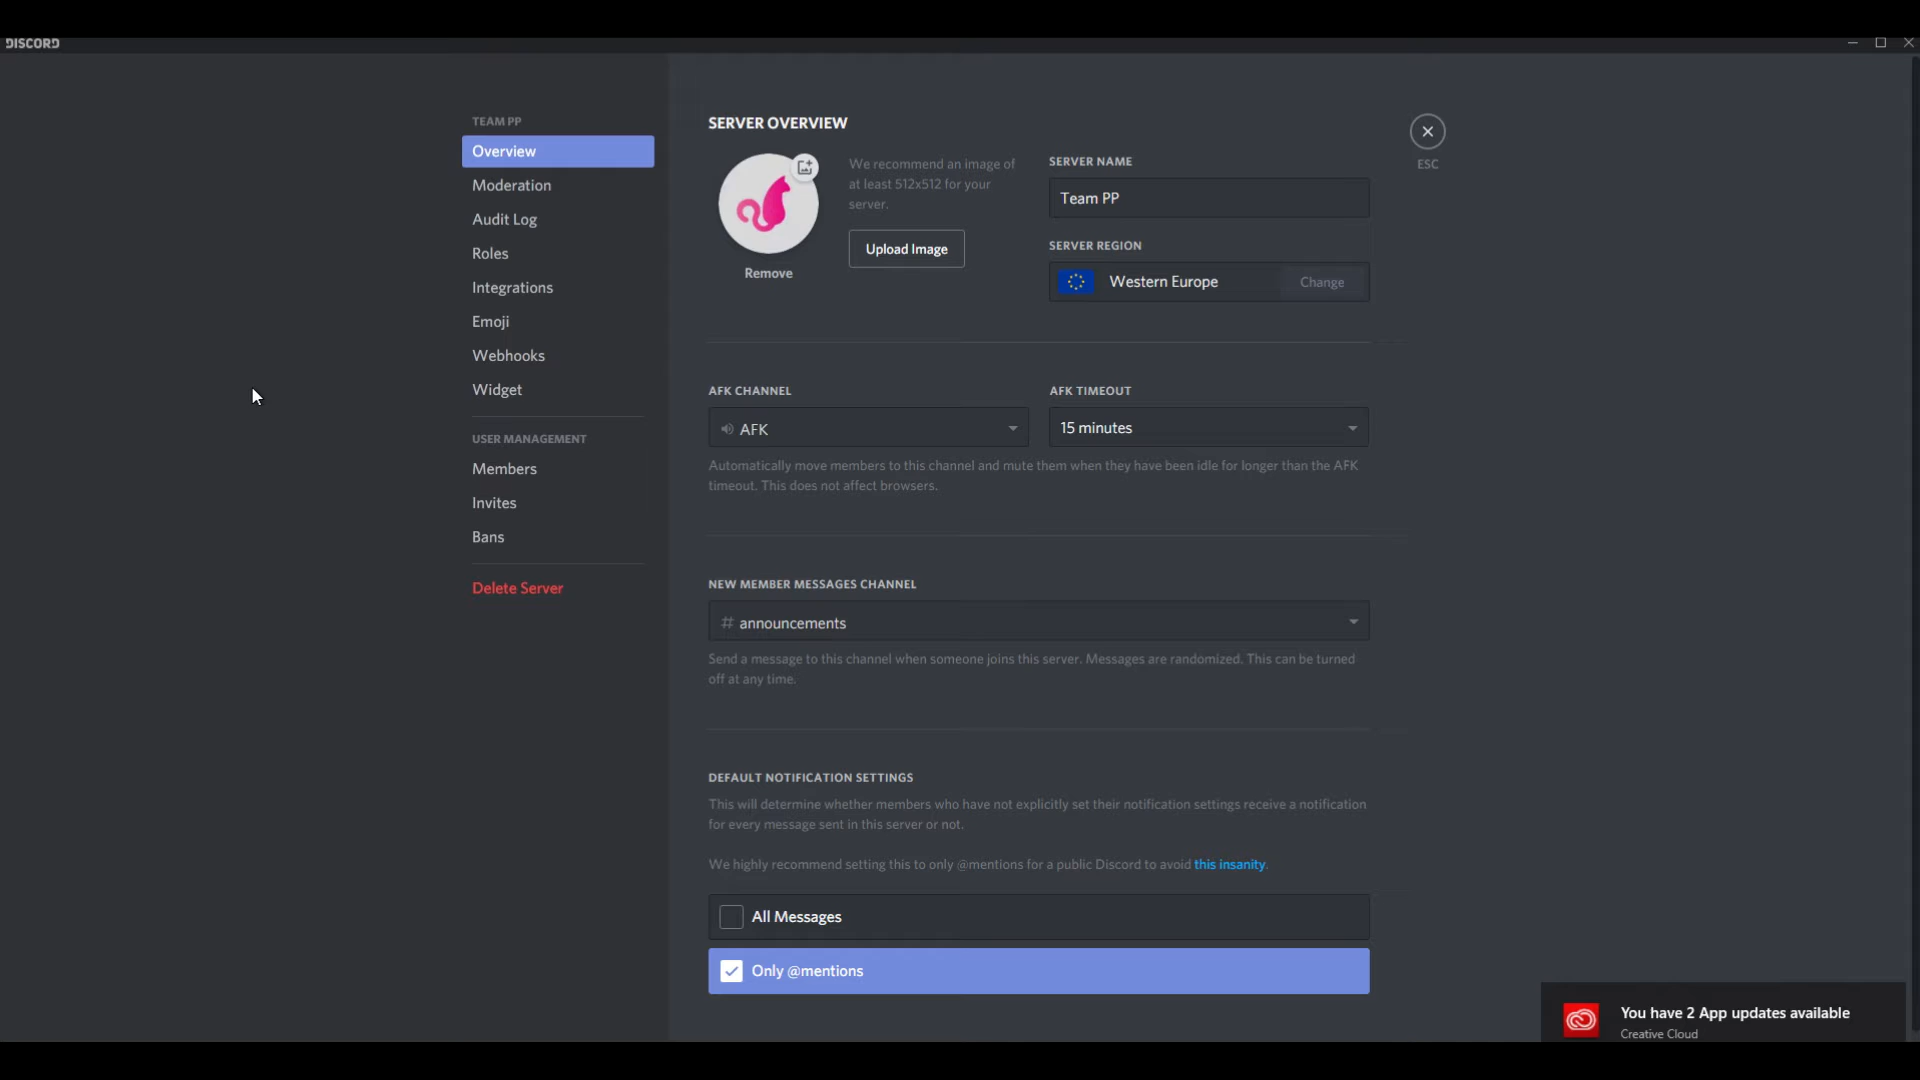 DISCORD
TEAM PP
Overview
Moderation
Audit Log
Roles
Integrations
Emoji
Webhooks
Widget
USER MANAGEMENT
Members
Invites
Bans
Delete Server
SERVER OVERVIEW
We recommend an image of
at least 512x512 for your
server.
Upload Image
Remove
SERVER NAME
Team PP
SERVER REGION
Western Europe
Change
ESC
AFK CHANNEL
AFK
AFK TIMEOUT
15 minutes
Automatically move members to this channel and mute them when they have been idle for longer than the AFK
timeout. This does not affect browsers.
NEW MEMBER MESSAGES CHANNEL
# announcements
Send a message to this channel when someone joins this server. Messages are randomized. This can be turned
off at any time.
DEFAULT NOTIFICATION SETTINGS
This will determine whether members who have not explicitly set their notification settings receive a notification
for every message sent in this server or not.
We highly recommend setting this to only @mentions for a public Discord to avoid this insanity.
All Messages
Only @mentions
You have 2 App updates available
Creative Cloud